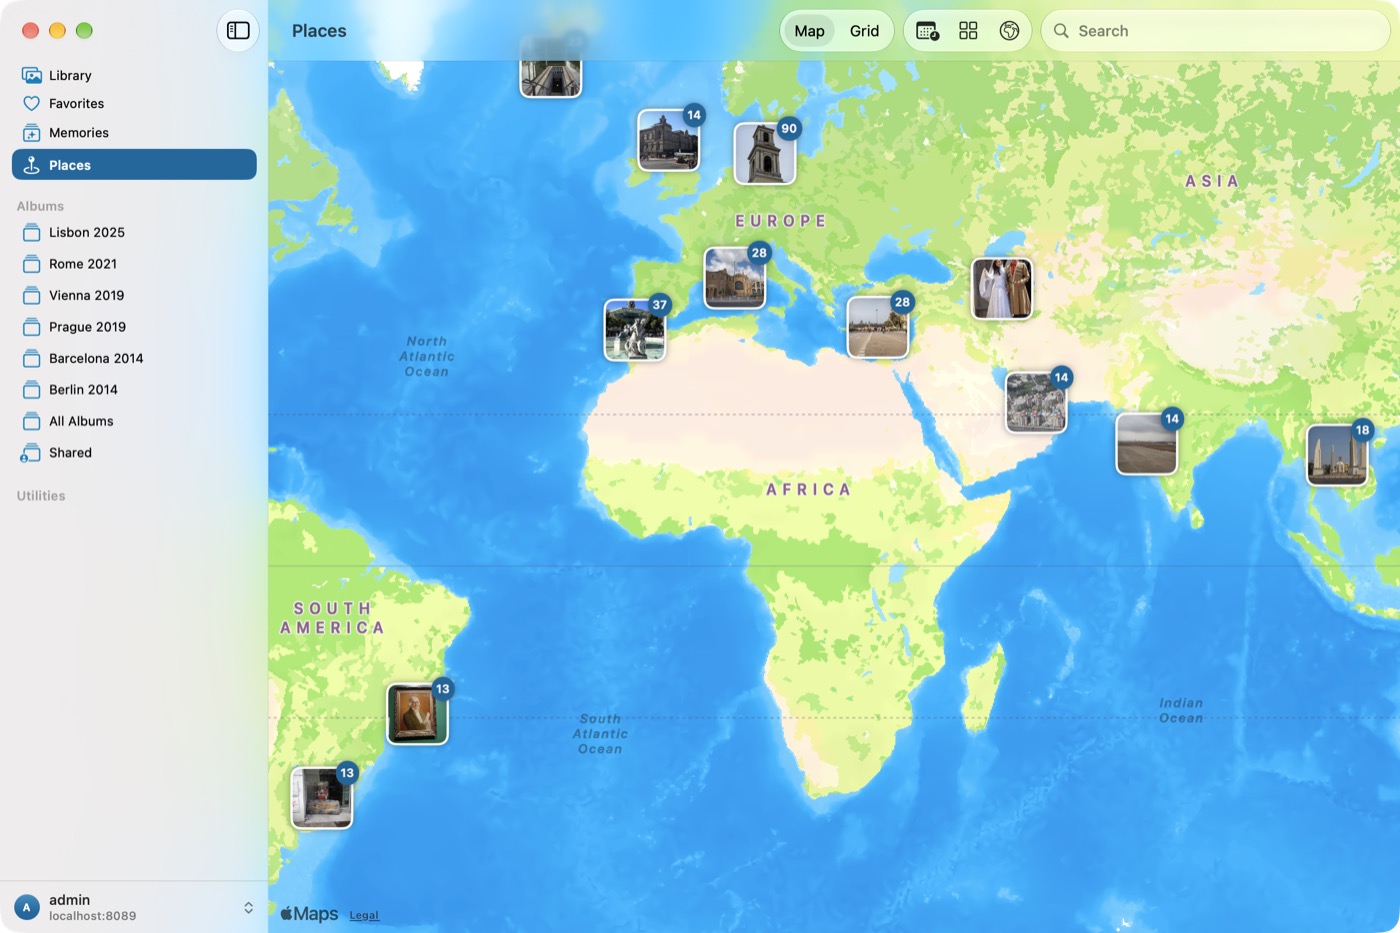 Places
Map
Grid
Search
Library
Favorites
Memories
Places
Albums
Lisbon 2025
Rome 2021
Vienna 2019
Prague 2019
Barcelona 2014
Berlin 2014
All Albums
Shared
Utilities
A
admin
localhost:8089
14
90
ASIA
EUROPE
28
37
28
North
Atlantic
Ocean
14
14
18
AFRICA
SOUTH
AMERICA
13
South
Atlantic
Ocean
Indian
Ocean
13
Maps
Legal